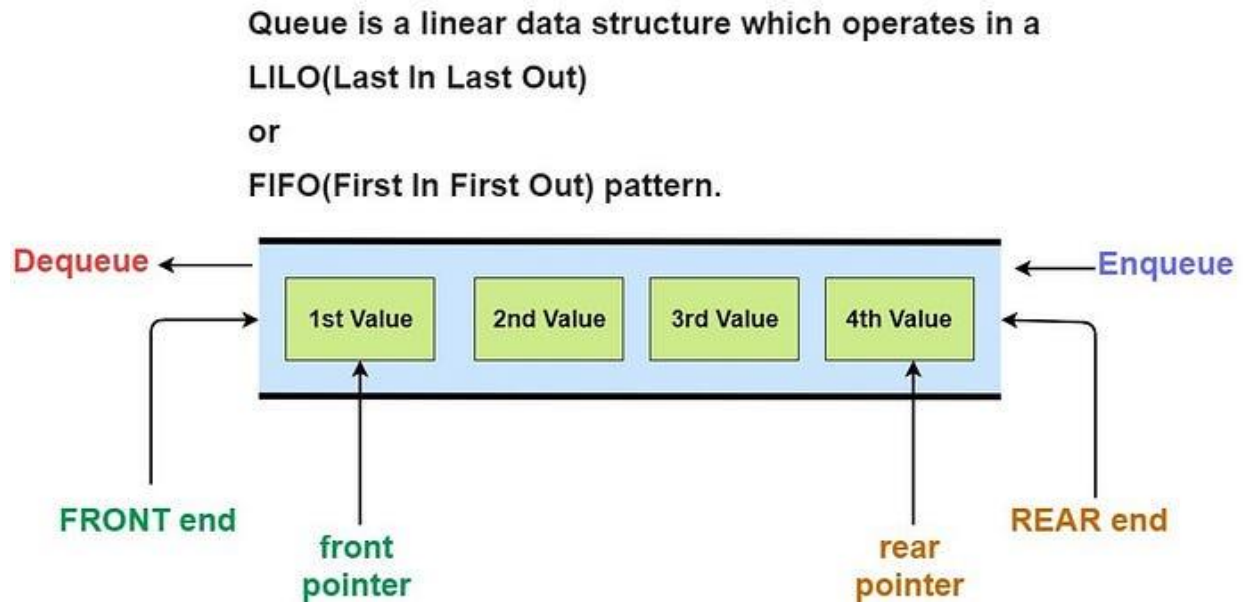 Queue is a linear data structure which operates in a
LILO(Last In Last Out)
or
FIFO(First In First Out) pattern.
Dequeue
Enqueue
1st Value
2nd Value
3rd Value
4th Value
FRONT end
REAR end
front
pointer
rear
pointer